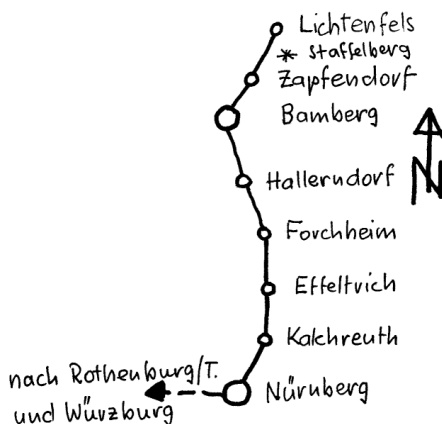 Lichtenfels
* Staffelberg
Zapfendorf
Bamberg
N
Hallerndorf
Forchheim
Effeltrich
Kalchreuth
nach Rothenburg/T.
und Würzburg
Nürnberg